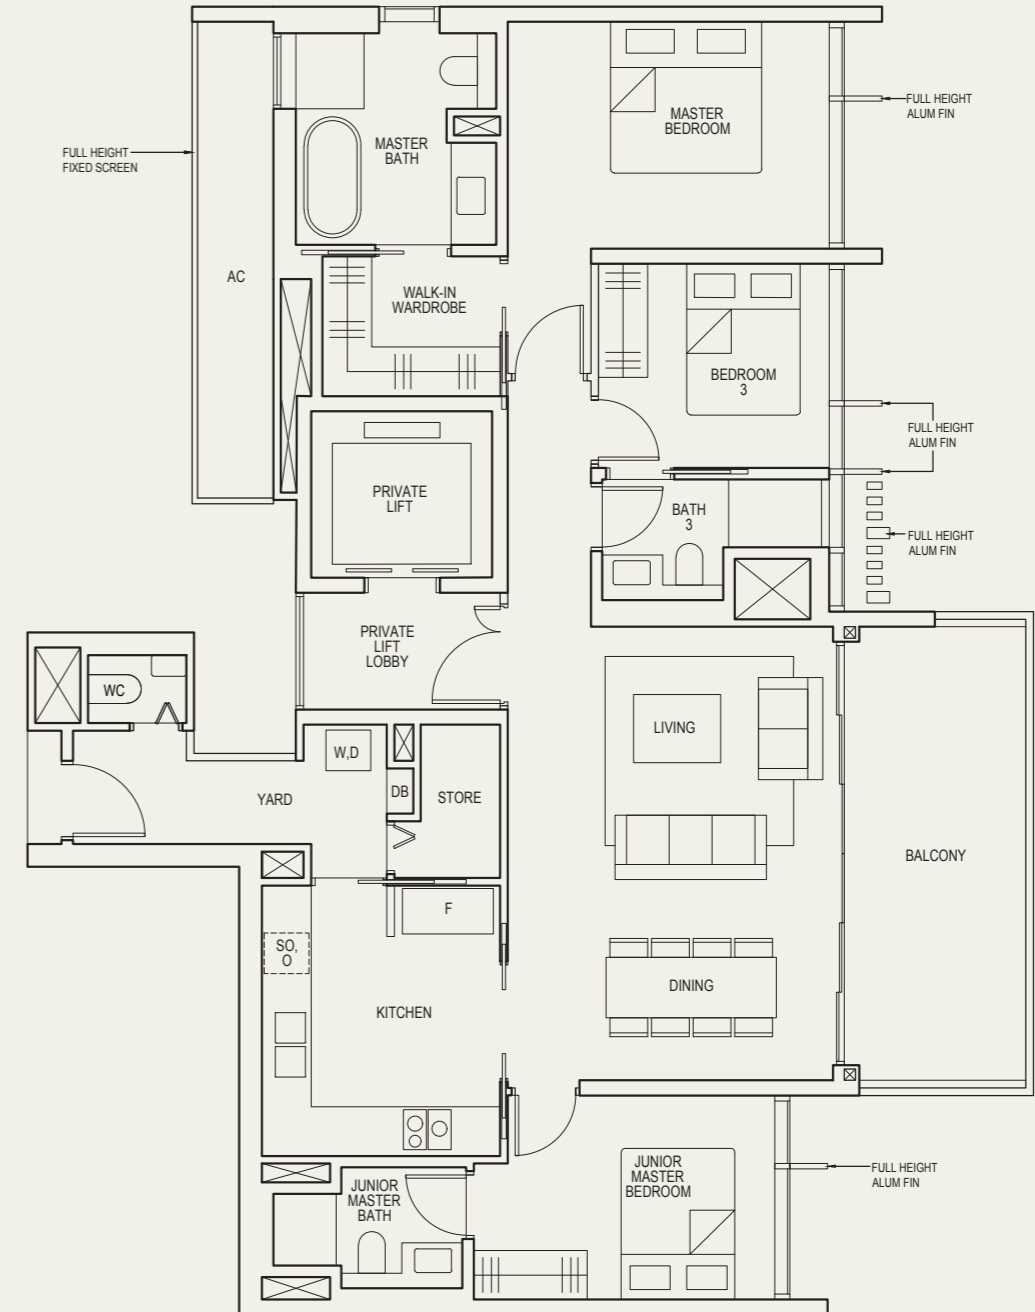 FULL HEIGHT
ALUM FIN
MASTER
BEDROOM
MASTER
BATH
FULL HEIGHT
FIXED SCREEN
AC
WALK-IN
WARDROBE
BEDROOM
3
FULL HEIGHT
ALUM FIN
PRIVATE
LIFT
BATH
3
FULL HEIGHT
ALUM FIN
PRIVATE
LIFT
LOBBY
WC
LIVING
W,D
DB
STORE
YARD
BALCONY
F
SO,
O
DINING
KITCHEN
JUNIOR
MASTER
BEDROOM
FULL HEIGHT
ALUM FIN
JUNIOR
MASTER
BATH